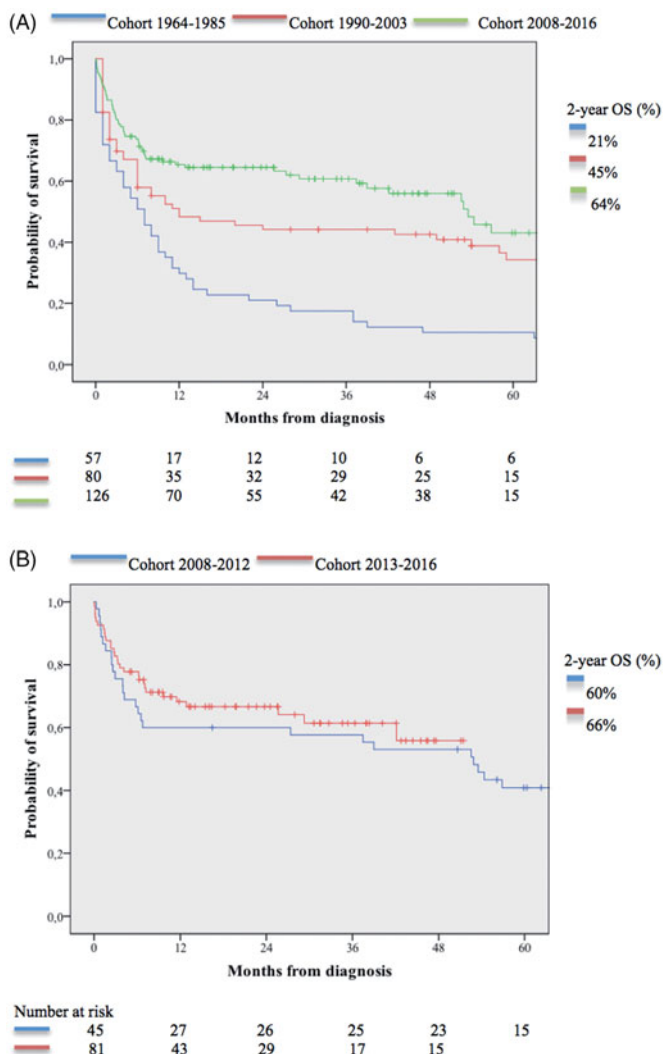 (A)
Cohort 1964-1985 Cohort 1990-2003 Cohort 2008-2016
2-year OS (%)
21%
45%
64%
Probability of survival
1,0
0,8
0,6
0,4
0,2
0,0
0 12 24 36 48 60
Months from diagnosis
57 17 12 10 6 6
80 35 32 29 25 15
126 70 55 42 38 15
(B)
Cohort 2008-2012 Cohort 2013-2016
2-year OS (%)
60%
66%
Probability of survival
1,0
0,8
0,6
0,4
0,2
0,0
0 12 24 36 48 60
Months from diagnosis
Number at risk
45 27 26 25 23 15
81 43 29 17 15